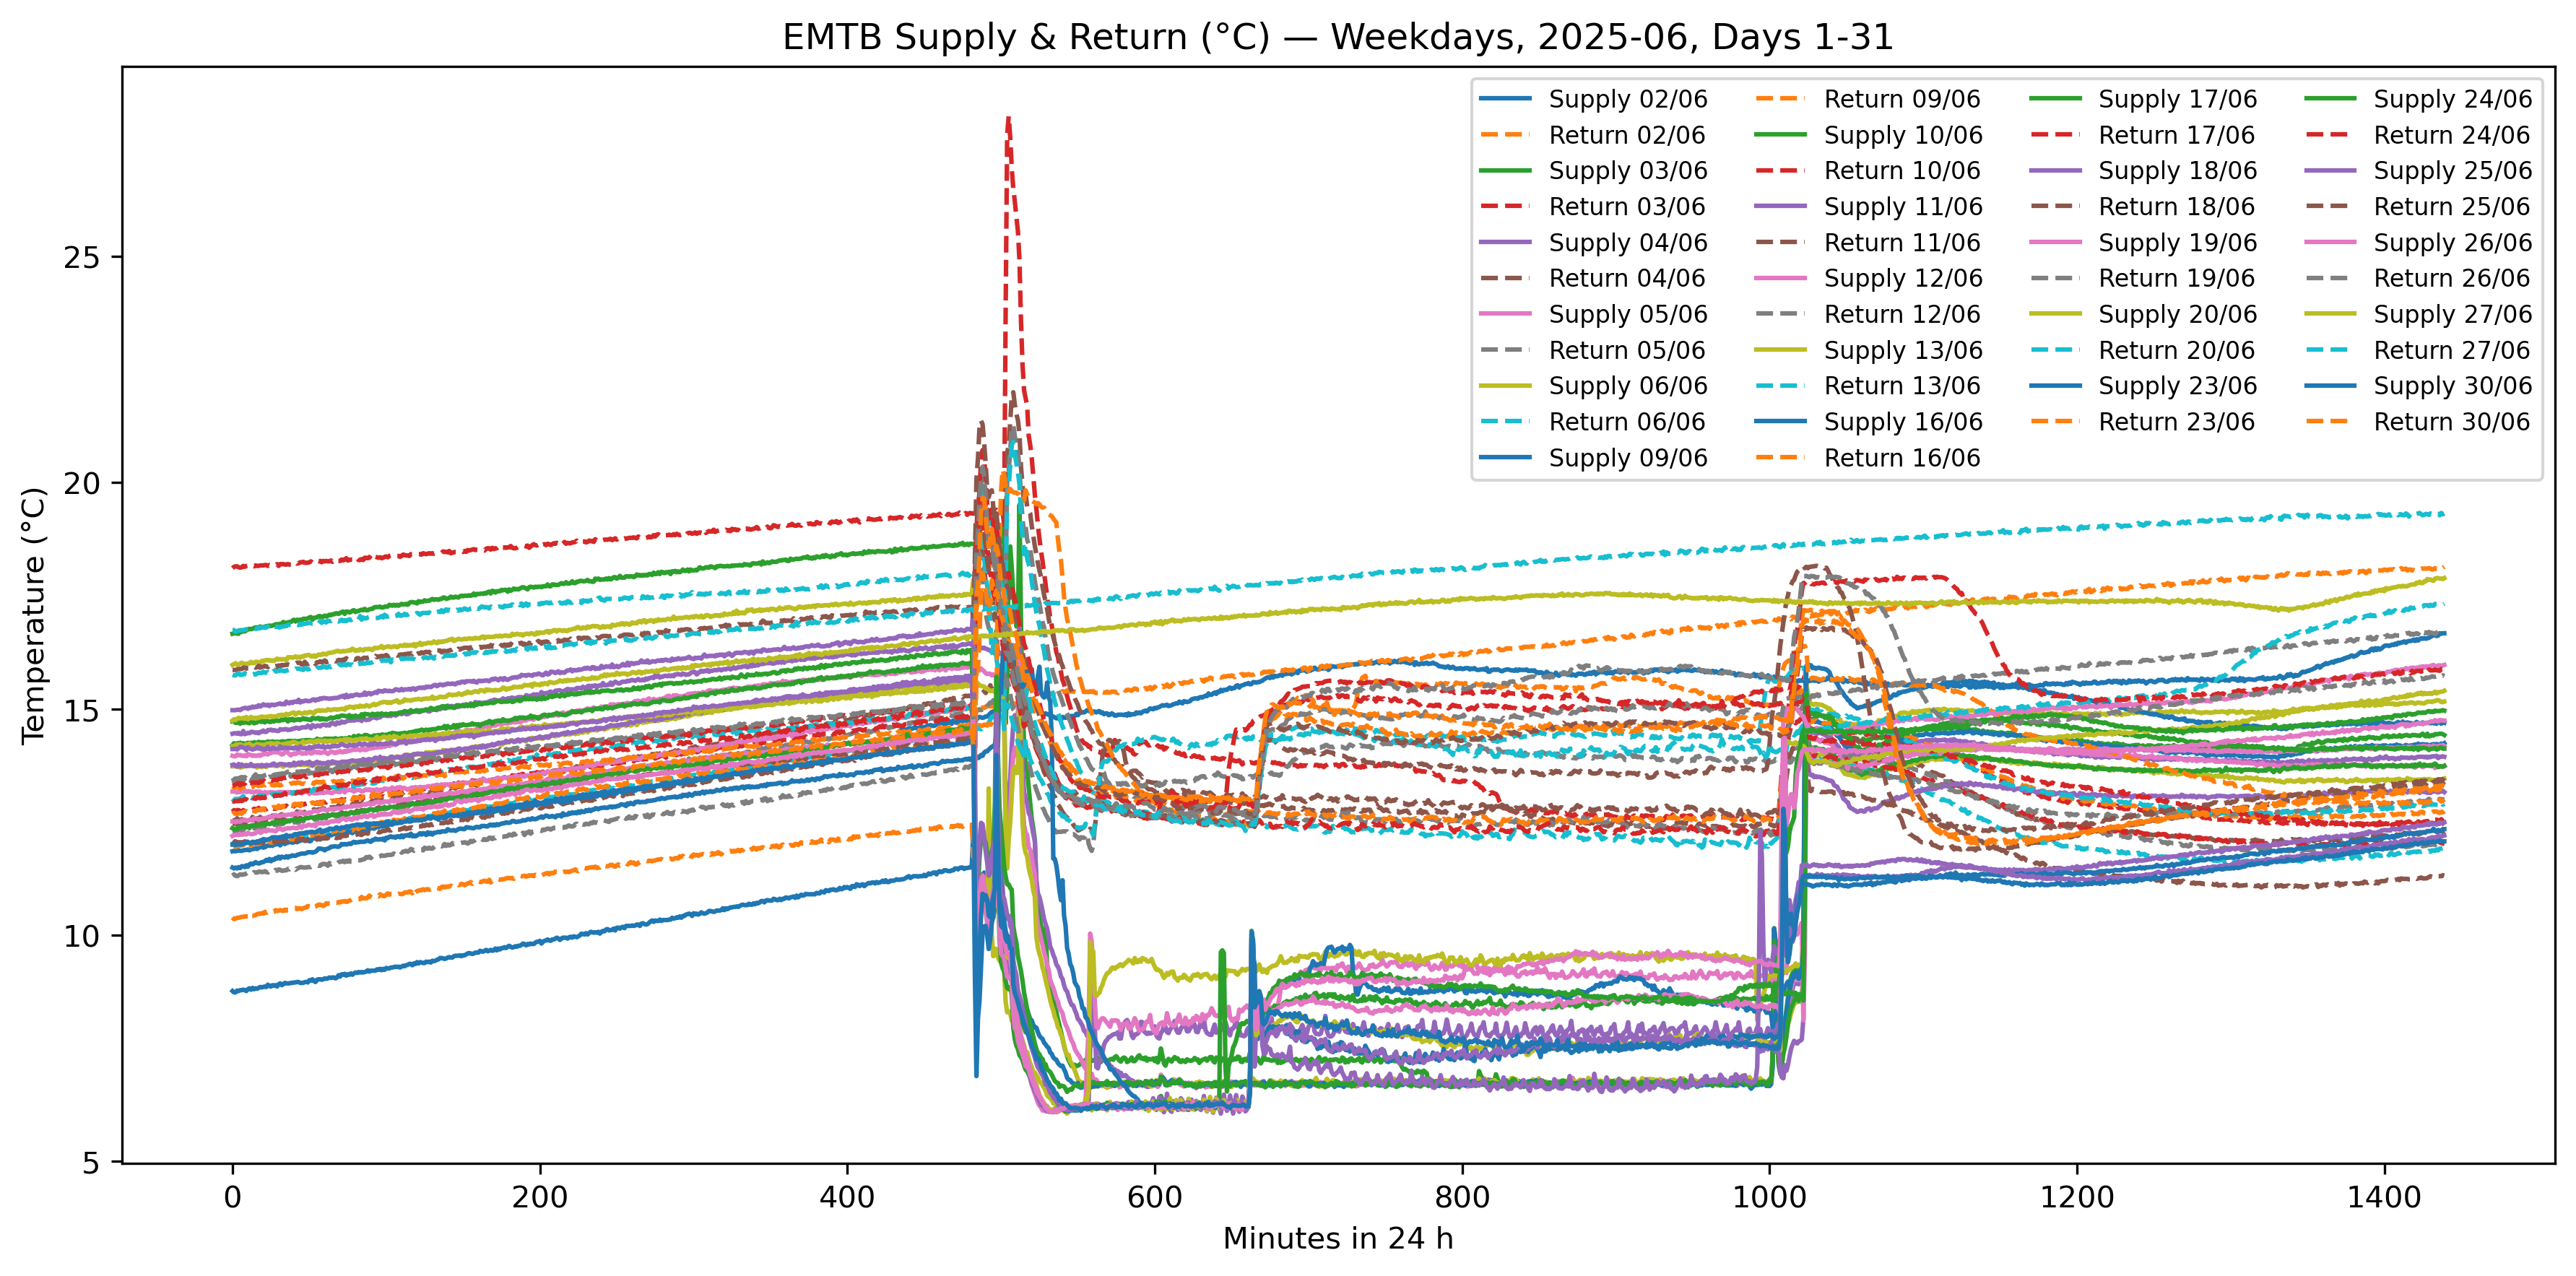 EMTB Supply & Return (°C) — Weekdays, 2025-06, Days 1-31
Temperature (°C)
25
20
15
10
5
Supply 02/06
Return 02/06
Supply 03/06
Return 03/06
Supply 04/06
Return 04/06
Supply 05/06
Return 05/06
Supply 06/06
Return 06/06
Supply 09/06
Return 09/06
Supply 10/06
Return 10/06
Supply 11/06
Return 11/06
Supply 12/06
Return 12/06
Supply 13/06
Return 13/06
Supply 16/06
Return 16/06
Supply 17/06
Return 17/06
Supply 18/06
Return 18/06
Supply 19/06
Return 19/06
Supply 20/06
Return 20/06
Supply 23/06
Return 23/06
Supply 24/06
Return 24/06
Supply 25/06
Return 25/06
Supply 26/06
Return 26/06
Supply 27/06
Return 27/06
Supply 30/06
Return 30/06
0 200 400 600 800 1000 1200 1400
Minutes in 24 h